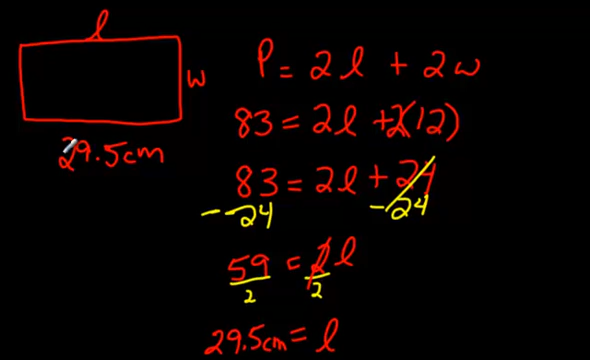 l
w
29.5cm
P = 2l + 2w
83 = 2l + 2(12)
83 = 2l + 24
- 24 - 24
59 = 2l
2 2
29.5cm = l